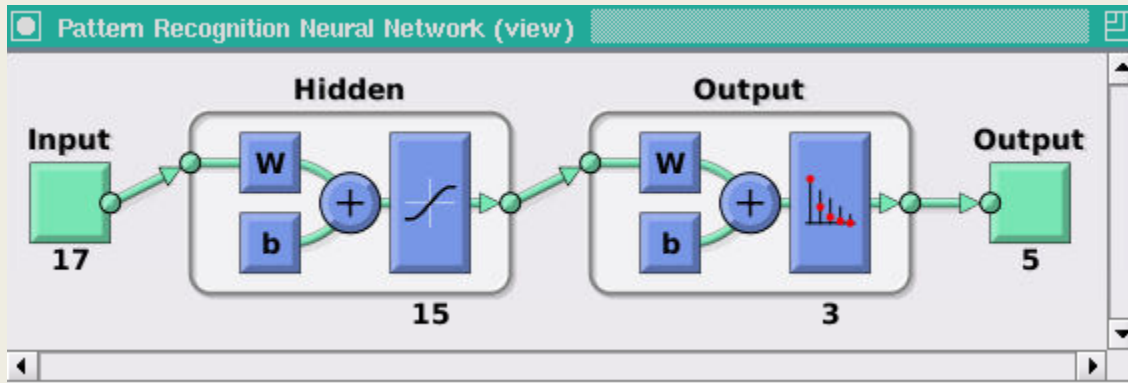 Pattern Recognition Neural Network (view)
Hidden
Output
Input
Output
W
W
b
b
17
5
15
3